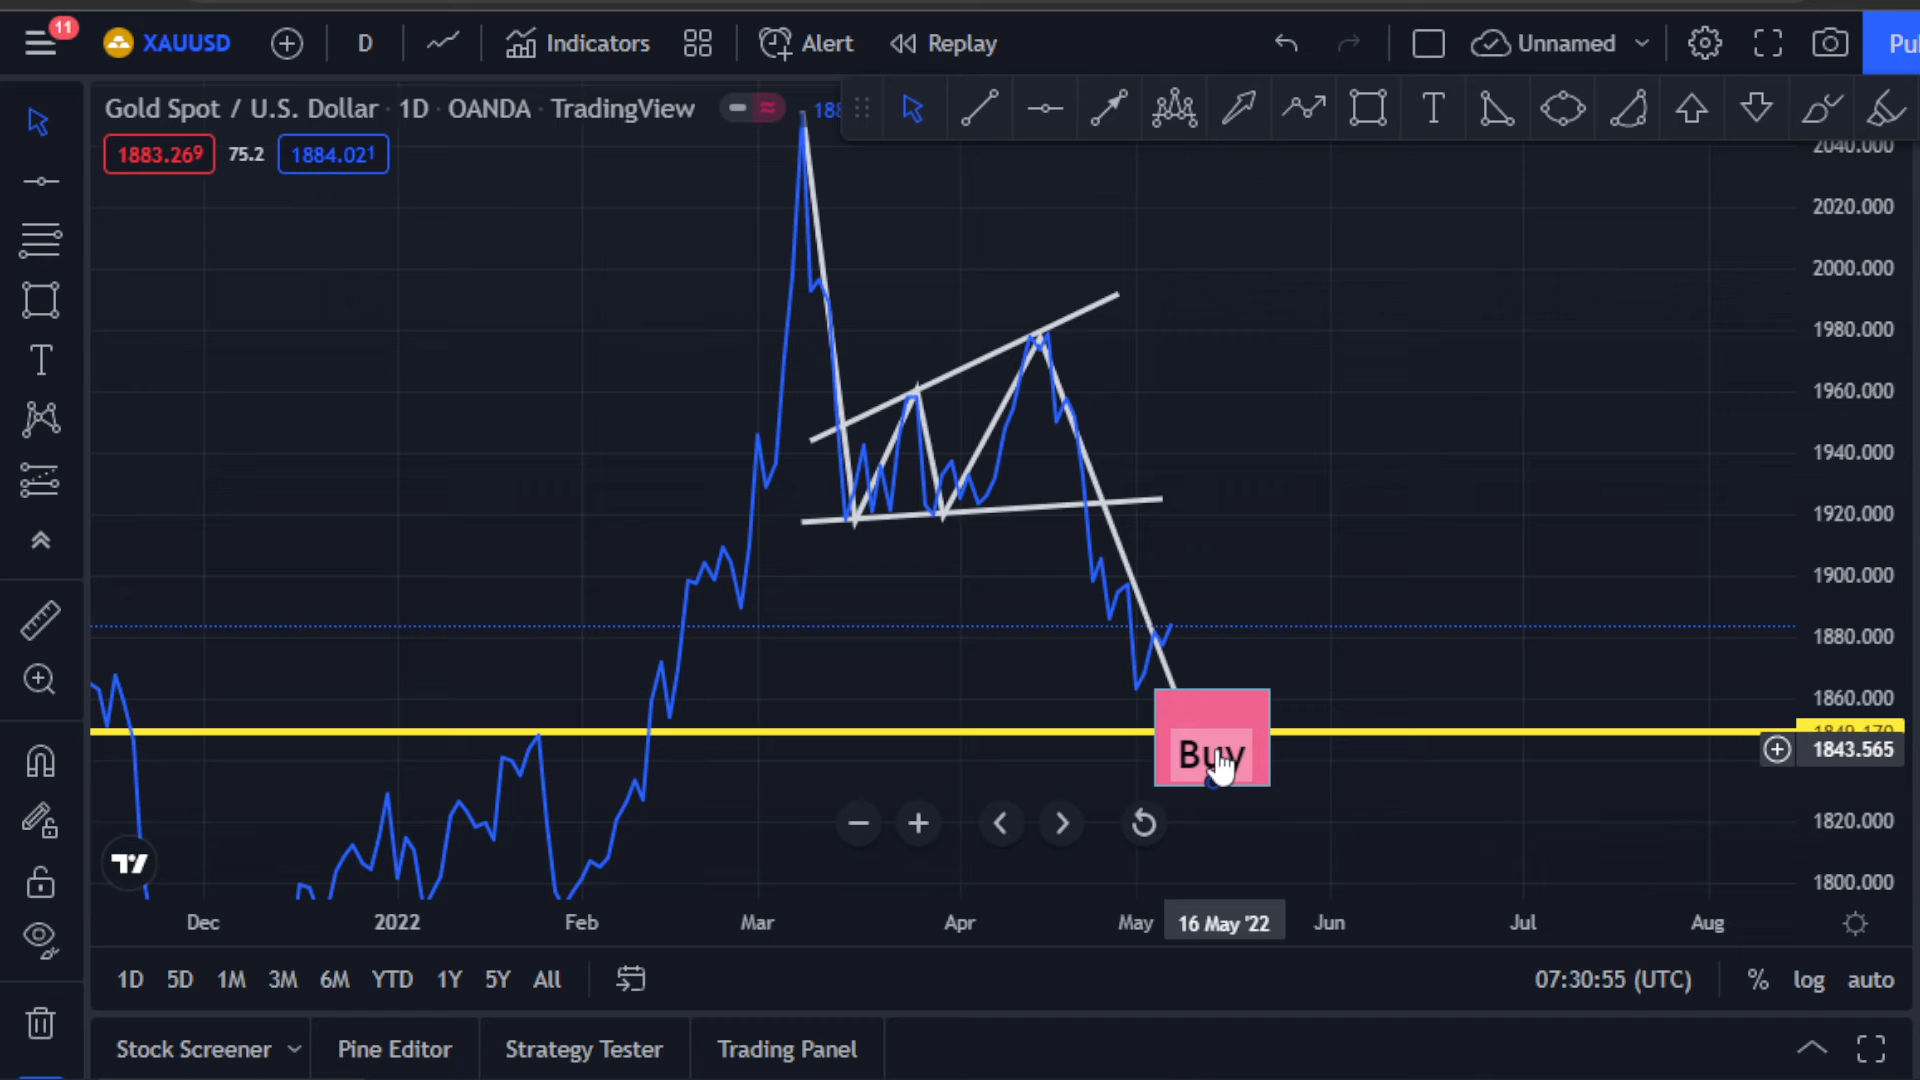 11
XAUUSD
D
Indicators
Alert
Replay
Unnamed
Pu
Gold Spot / U.S. Dollar · 1D · OANDA · TradingView
188
1883.269
75.2
1884.021
2040.000
2020.000
2000.000
1980.000
1960.000
1940.000
1920.000
1900.000
1880.000
1860.000
1843.565
1820.000
1800.000
Buy
Dec
2022
Feb
Mar
Apr
May
16 May '22
Jun
Jul
Aug
1D
5D
1M
3M
6M
YTD
1Y
5Y
All
07:30:55 (UTC)
%
log
auto
Stock Screener
Pine Editor
Strategy Tester
Trading Panel